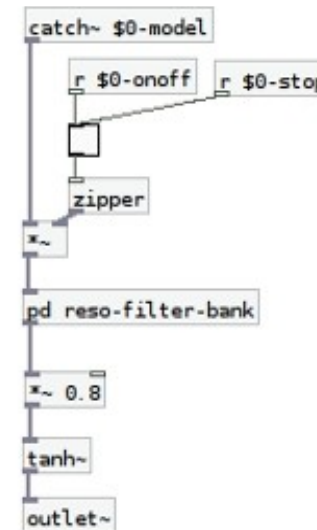 catch~ $0-model
r $0-onoff
r $0-stop
zipper
*~
pd reso-filter-bank
*~ 0.8
tanh~
outlet~